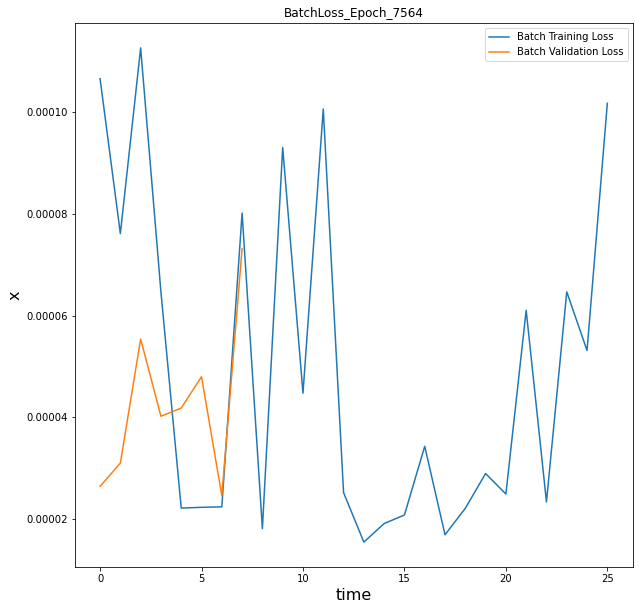 BatchLoss_Epoch_7564
Batch Training Loss
Batch Validation Loss
0.00010
0.00008
0.00006
0.00004
0.00002
x
0 5 10 15 20 25
time